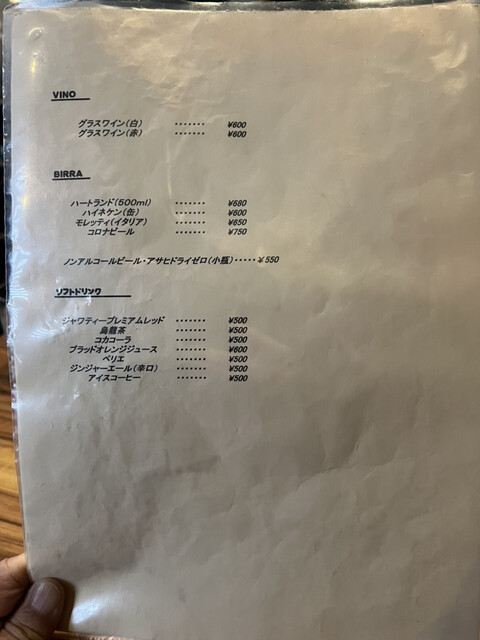 VINO
グラスワイン(白) ······· ¥600
グラスワイン(赤) ······· ¥600
BIRRA
ハートランド(500ml) ······· ¥680
ハイネケン(缶) ······· ¥600
モレッティ(イタリア) ······· ¥650
コロナビール ······· ¥750
ノンアルコールビール・アサヒドライゼロ(小瓶)·····¥550
ソフトドリンク
ジャワティープレミアムレッド ······· ¥500
烏龍茶 ······· ¥500
コカコーラ ······· ¥500
ブラッドオレンジジュース ······· ¥600
ペリエ ······· ¥500
ジンジャーエール(辛口) ······· ¥500
アイスコーヒー ······· ¥500